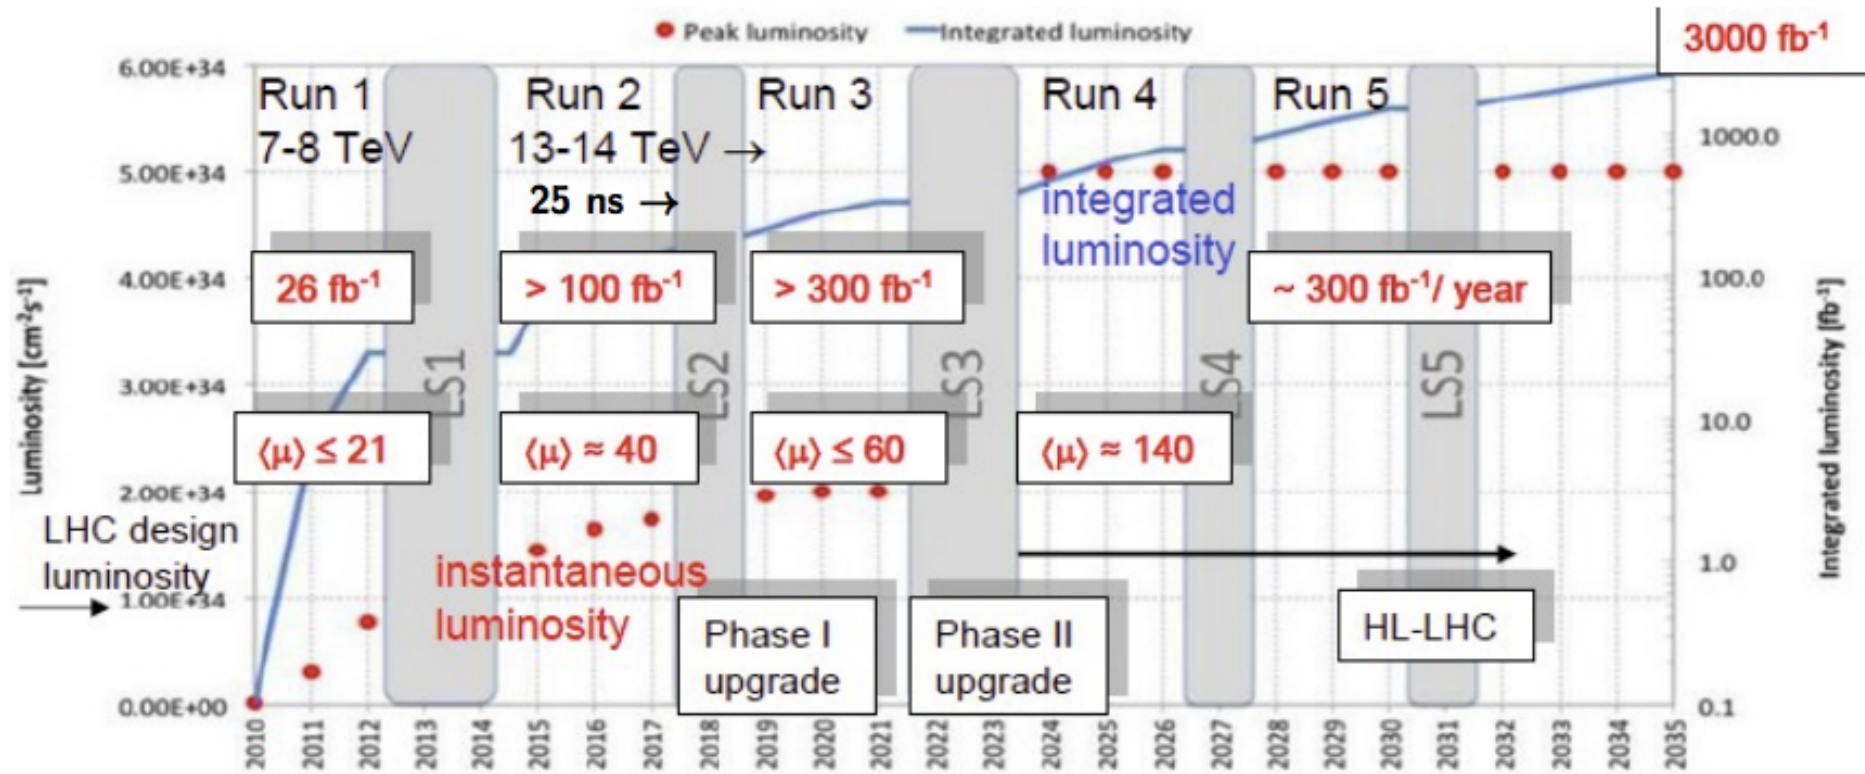 Peak luminosity
Integrated luminosity
3000 fb⁻¹
6.00E+34
5.00E+34
4.00E+34
3.00E+34
2.00E+34
1.00E+34
0.00E+00
Luminosity [cm⁻²s⁻¹]
LHC design
luminosity
Run 1
7-8 TeV
Run 2
13-14 TeV →
25 ns →
Run 3
Run 4
Run 5
integrated
luminosity
26 fb⁻¹
> 100 fb⁻¹
> 300 fb⁻¹
~ 300 fb⁻¹/ year
LS1
LS2
LS3
LS4
LS5
⟨μ⟩ ≤ 21
⟨μ⟩ ≈ 40
⟨μ⟩ ≤ 60
⟨μ⟩ ≈ 140
instantaneous
luminosity
Phase I
upgrade
Phase II
upgrade
HL-LHC
1000.0
100.0
10.0
1.0
0.1
Integrated luminosity [fb⁻¹]
2010
2011
2012
2013
2014
2015
2016
2017
2018
2019
2020
2021
2022
2023
2024
2025
2026
2027
2028
2029
2030
2031
2032
2033
2034
2035